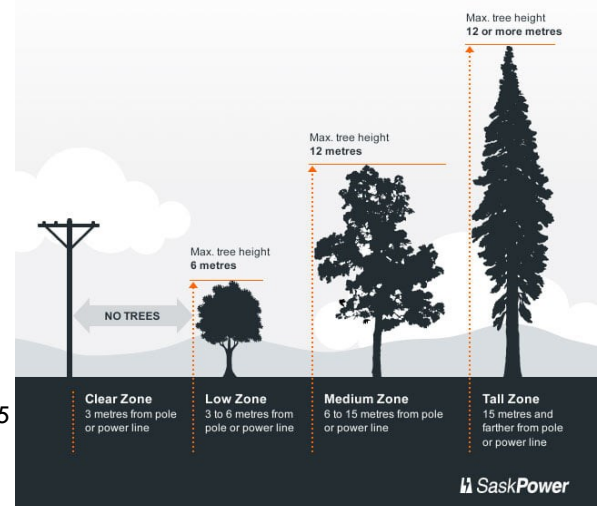 Max. tree height
12 or more metres
Max. tree height
12 metres
Max. tree height
6 metres
NO TREES
Clear Zone
3 metres from pole
or power line
Low Zone
3 to 6 metres from
pole or power line
Medium Zone
6 to 15 metres from pole
or power line
Tall Zone
15 metres and
farther from pole
or power line
5
SaskPower